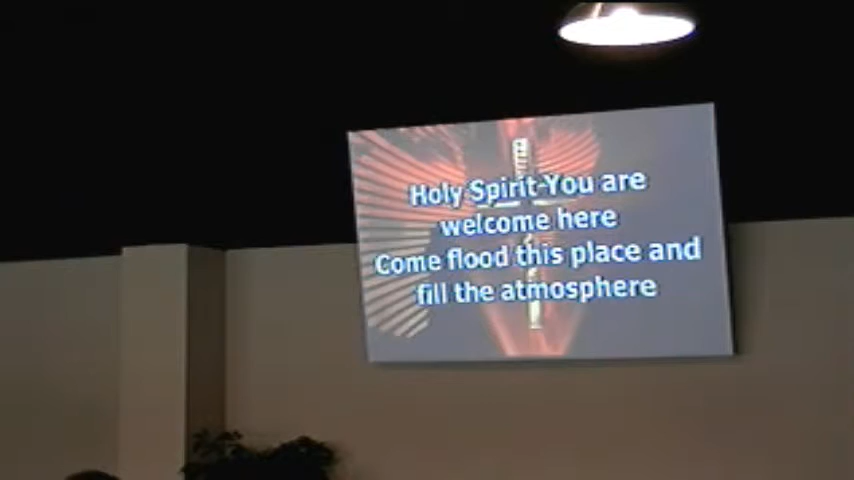 Holy Spirit-You are
welcome here
Come flood this place and
fill the atmosphere